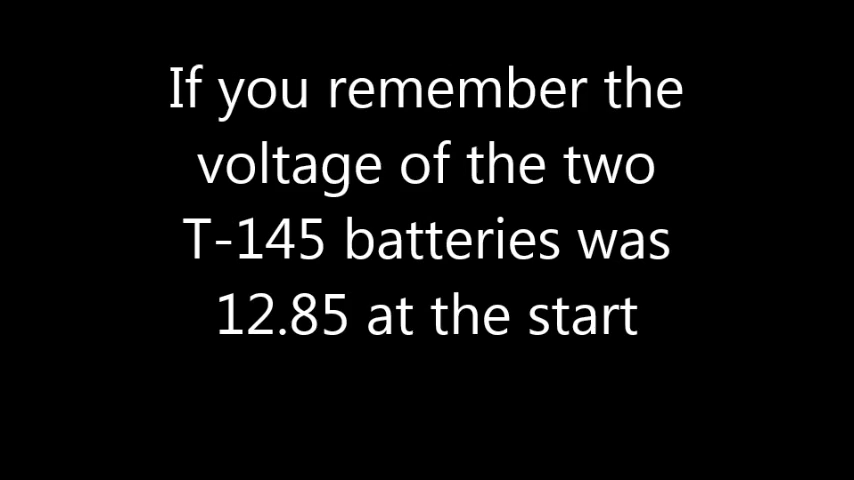 If you remember the
voltage of the two
T-145 batteries was
12.85 at the start